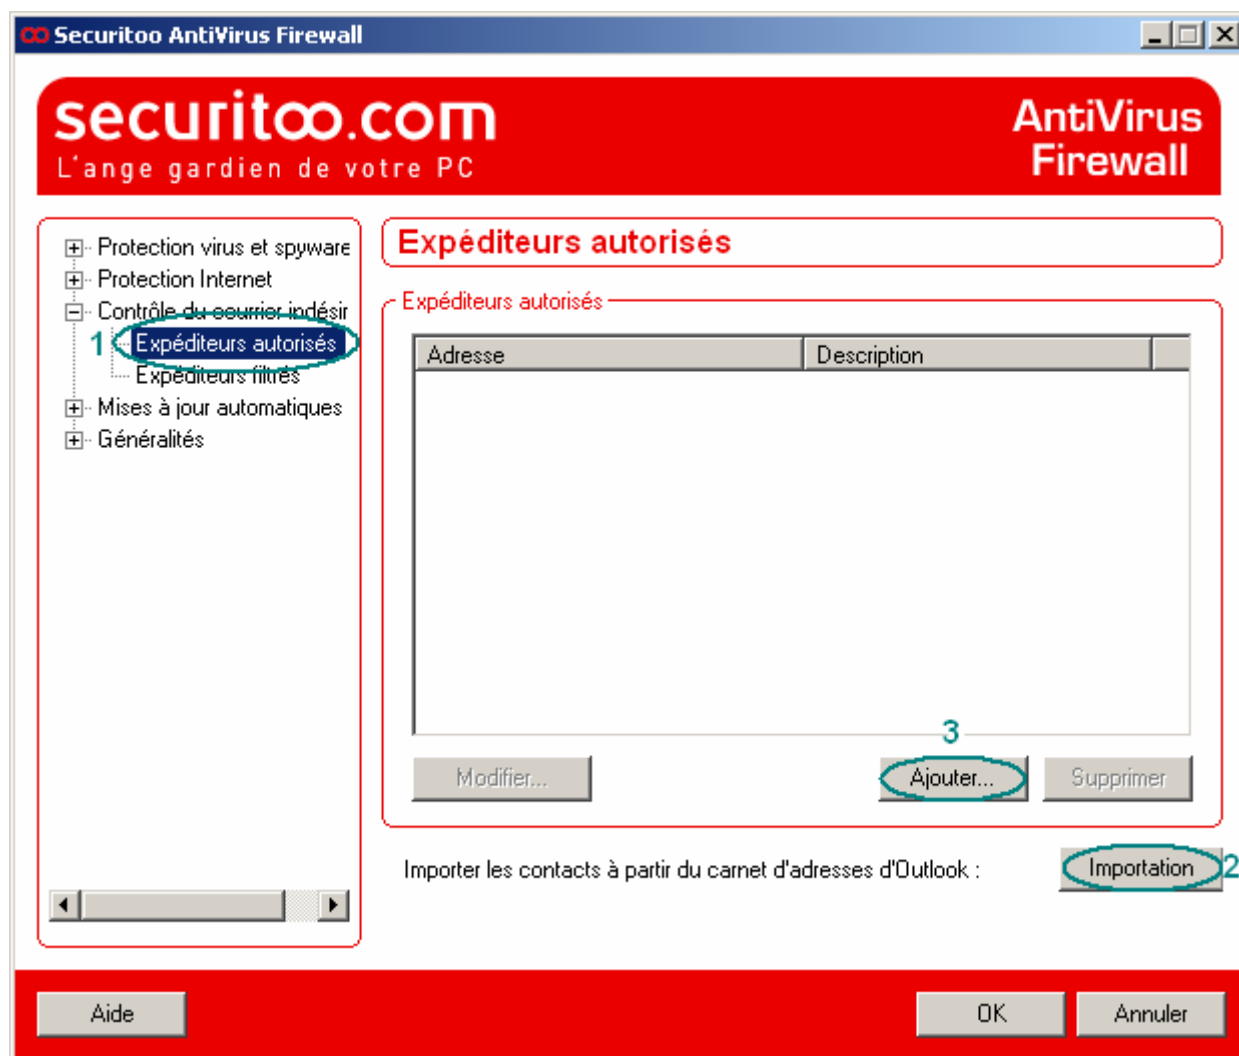 Securitoo AntiVirus Firewall
securitoo.com
L'ange gardien de votre PC
AntiVirus
Firewall
Protection virus et spyware
Protection Internet
Contrôle du courrier indésir
1
Expéditeurs autorisés
Expéditeurs filtrés
Mises à jour automatiques
Généralités
Expéditeurs autorisés
Expéditeurs autorisés
Adresse Description
3
Modifier... Ajouter... Supprimer
Importer les contacts à partir du carnet d'adresses d'Outlook : Importation 2
Aide OK Annuler